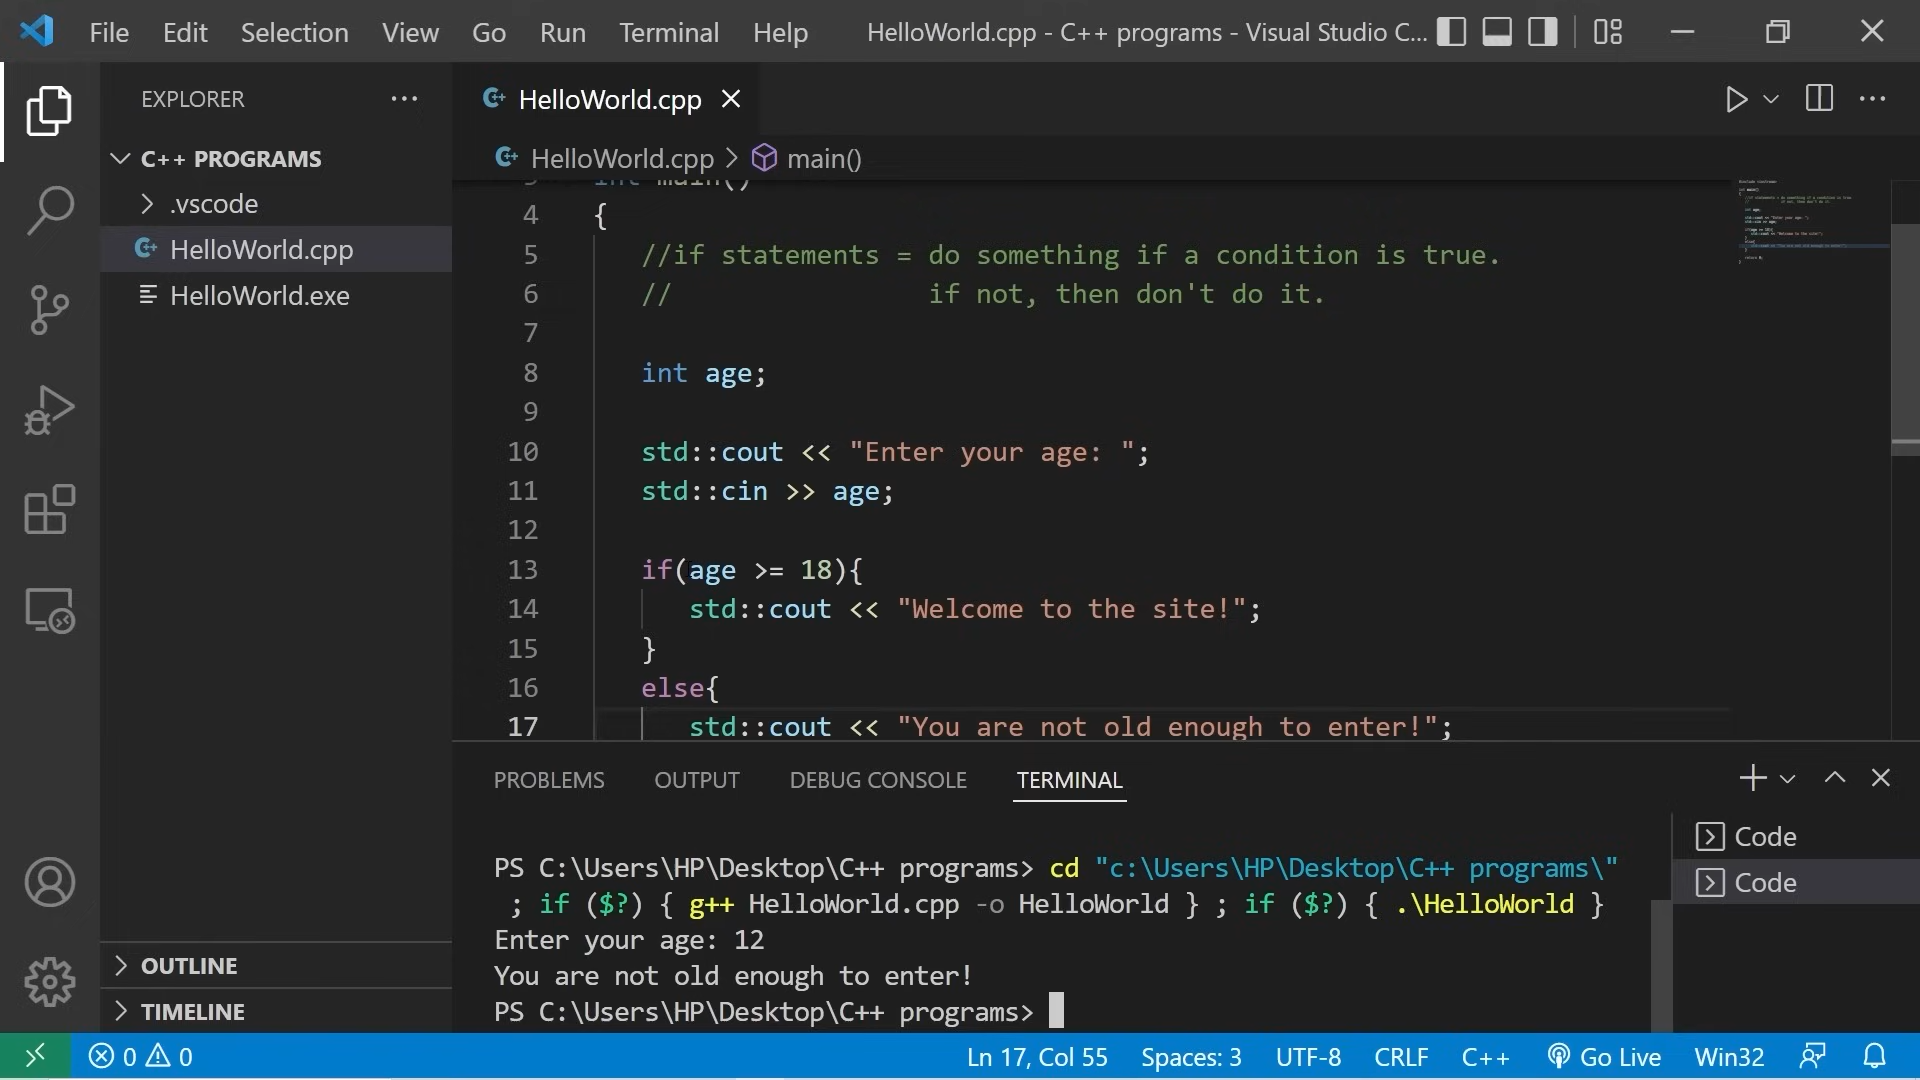 File Edit Selection View Go Run Terminal Help HelloWorld.cpp - C++ programs - Visual Studio C...
EXPLORER
C++ PROGRAMS
.vscode
HelloWorld.cpp
HelloWorld.exe
OUTLINE
TIMELINE
HelloWorld.cpp
HelloWorld.cpp > main()
3 int main()
4 {
5 //if statements = do something if a condition is true.
6 // if not, then don't do it.
7
8 int age;
9
10 std::cout << "Enter your age: ";
11 std::cin >> age;
12
13 if(age >= 18){
14 std::cout << "Welcome to the site!";
15 }
16 else{
17 std::cout << "You are not old enough to enter!";
PROBLEMS OUTPUT DEBUG CONSOLE TERMINAL
PS C:\Users\HP\Desktop\C++ programs> cd "c:\Users\HP\Desktop\C++ programs\"
; if ($?) { g++ HelloWorld.cpp -o HelloWorld } ; if ($?) { .\HelloWorld }
Enter your age: 12
You are not old enough to enter!
PS C:\Users\HP\Desktop\C++ programs>
Code
Code
0 0 Ln 17, Col 55 Spaces: 3 UTF-8 CRLF C++ Go Live Win32